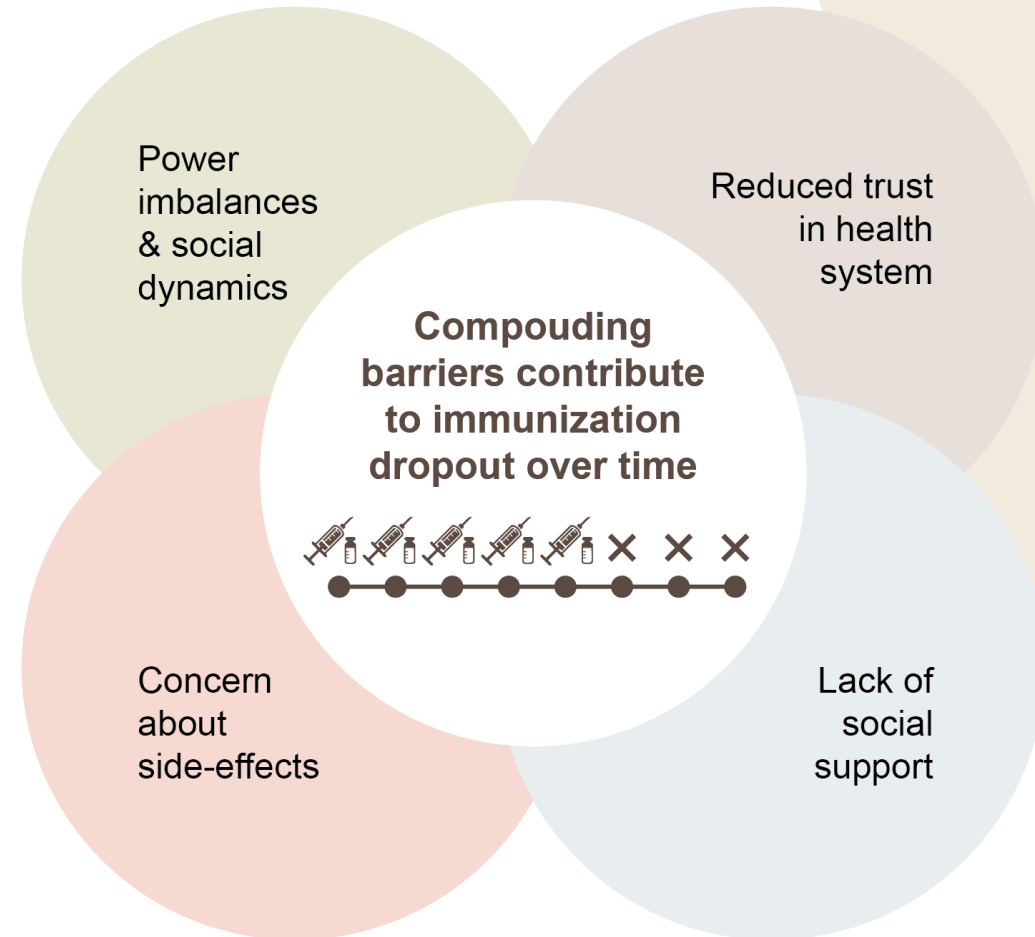 Power
imbalances
& social
dynamics
Reduced trust
in health
system
Compouding
barriers contribute
to immunization
dropout over time
Concern
about
side-effects
Lack of
social
support